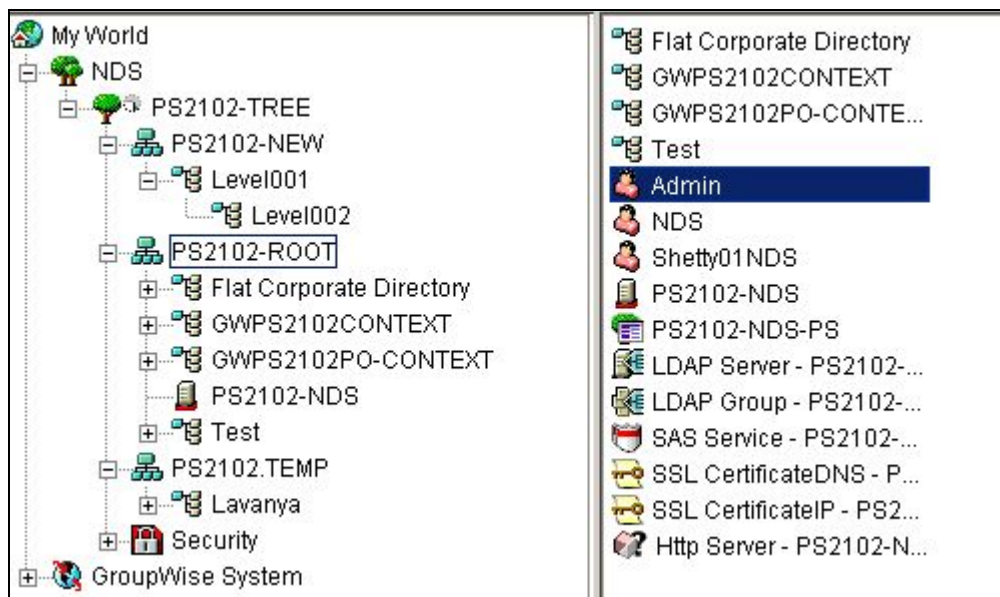 My World
NDS
PS2102-TREE
PS2102-NEW
Level001
Level002
PS2102-ROOT
Flat Corporate Directory
GWPS2102CONTEXT
GWPS2102PO-CONTEXT
PS2102-NDS
Test
PS2102.TEMP
Lavanya
Security
GroupWise System
Flat Corporate Directory
GWPS2102CONTEXT
GWPS2102PO-CONTE...
Test
Admin
NDS
Shetty01NDS
PS2102-NDS
PS2102-NDS-PS
LDAP Server - PS2102-...
LDAP Group - PS2102-...
SAS Service - PS2102-...
SSL CertificateDNS - P...
SSL CertificateIP - PS2...
Http Server - PS2102-N...